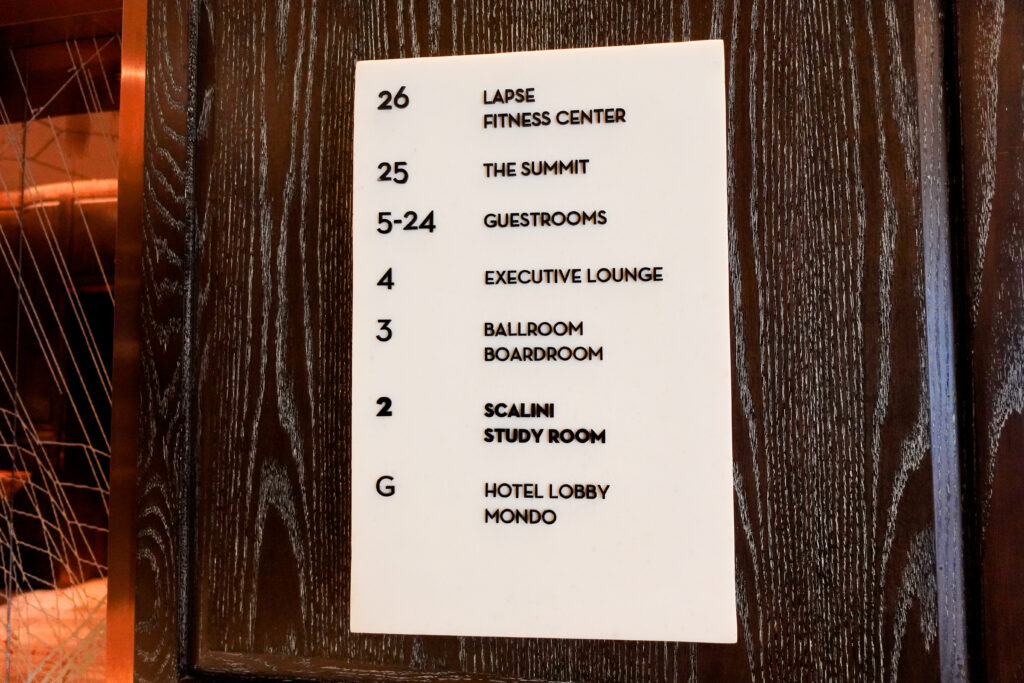 26 LAPSE
FITNESS CENTER
25 THE SUMMIT
5-24 GUESTROOMS
4 EXECUTIVE LOUNGE
3 BALLROOM
BOARDROOM
2 SCALINI
STUDY ROOM
G HOTEL LOBBY
MONDO